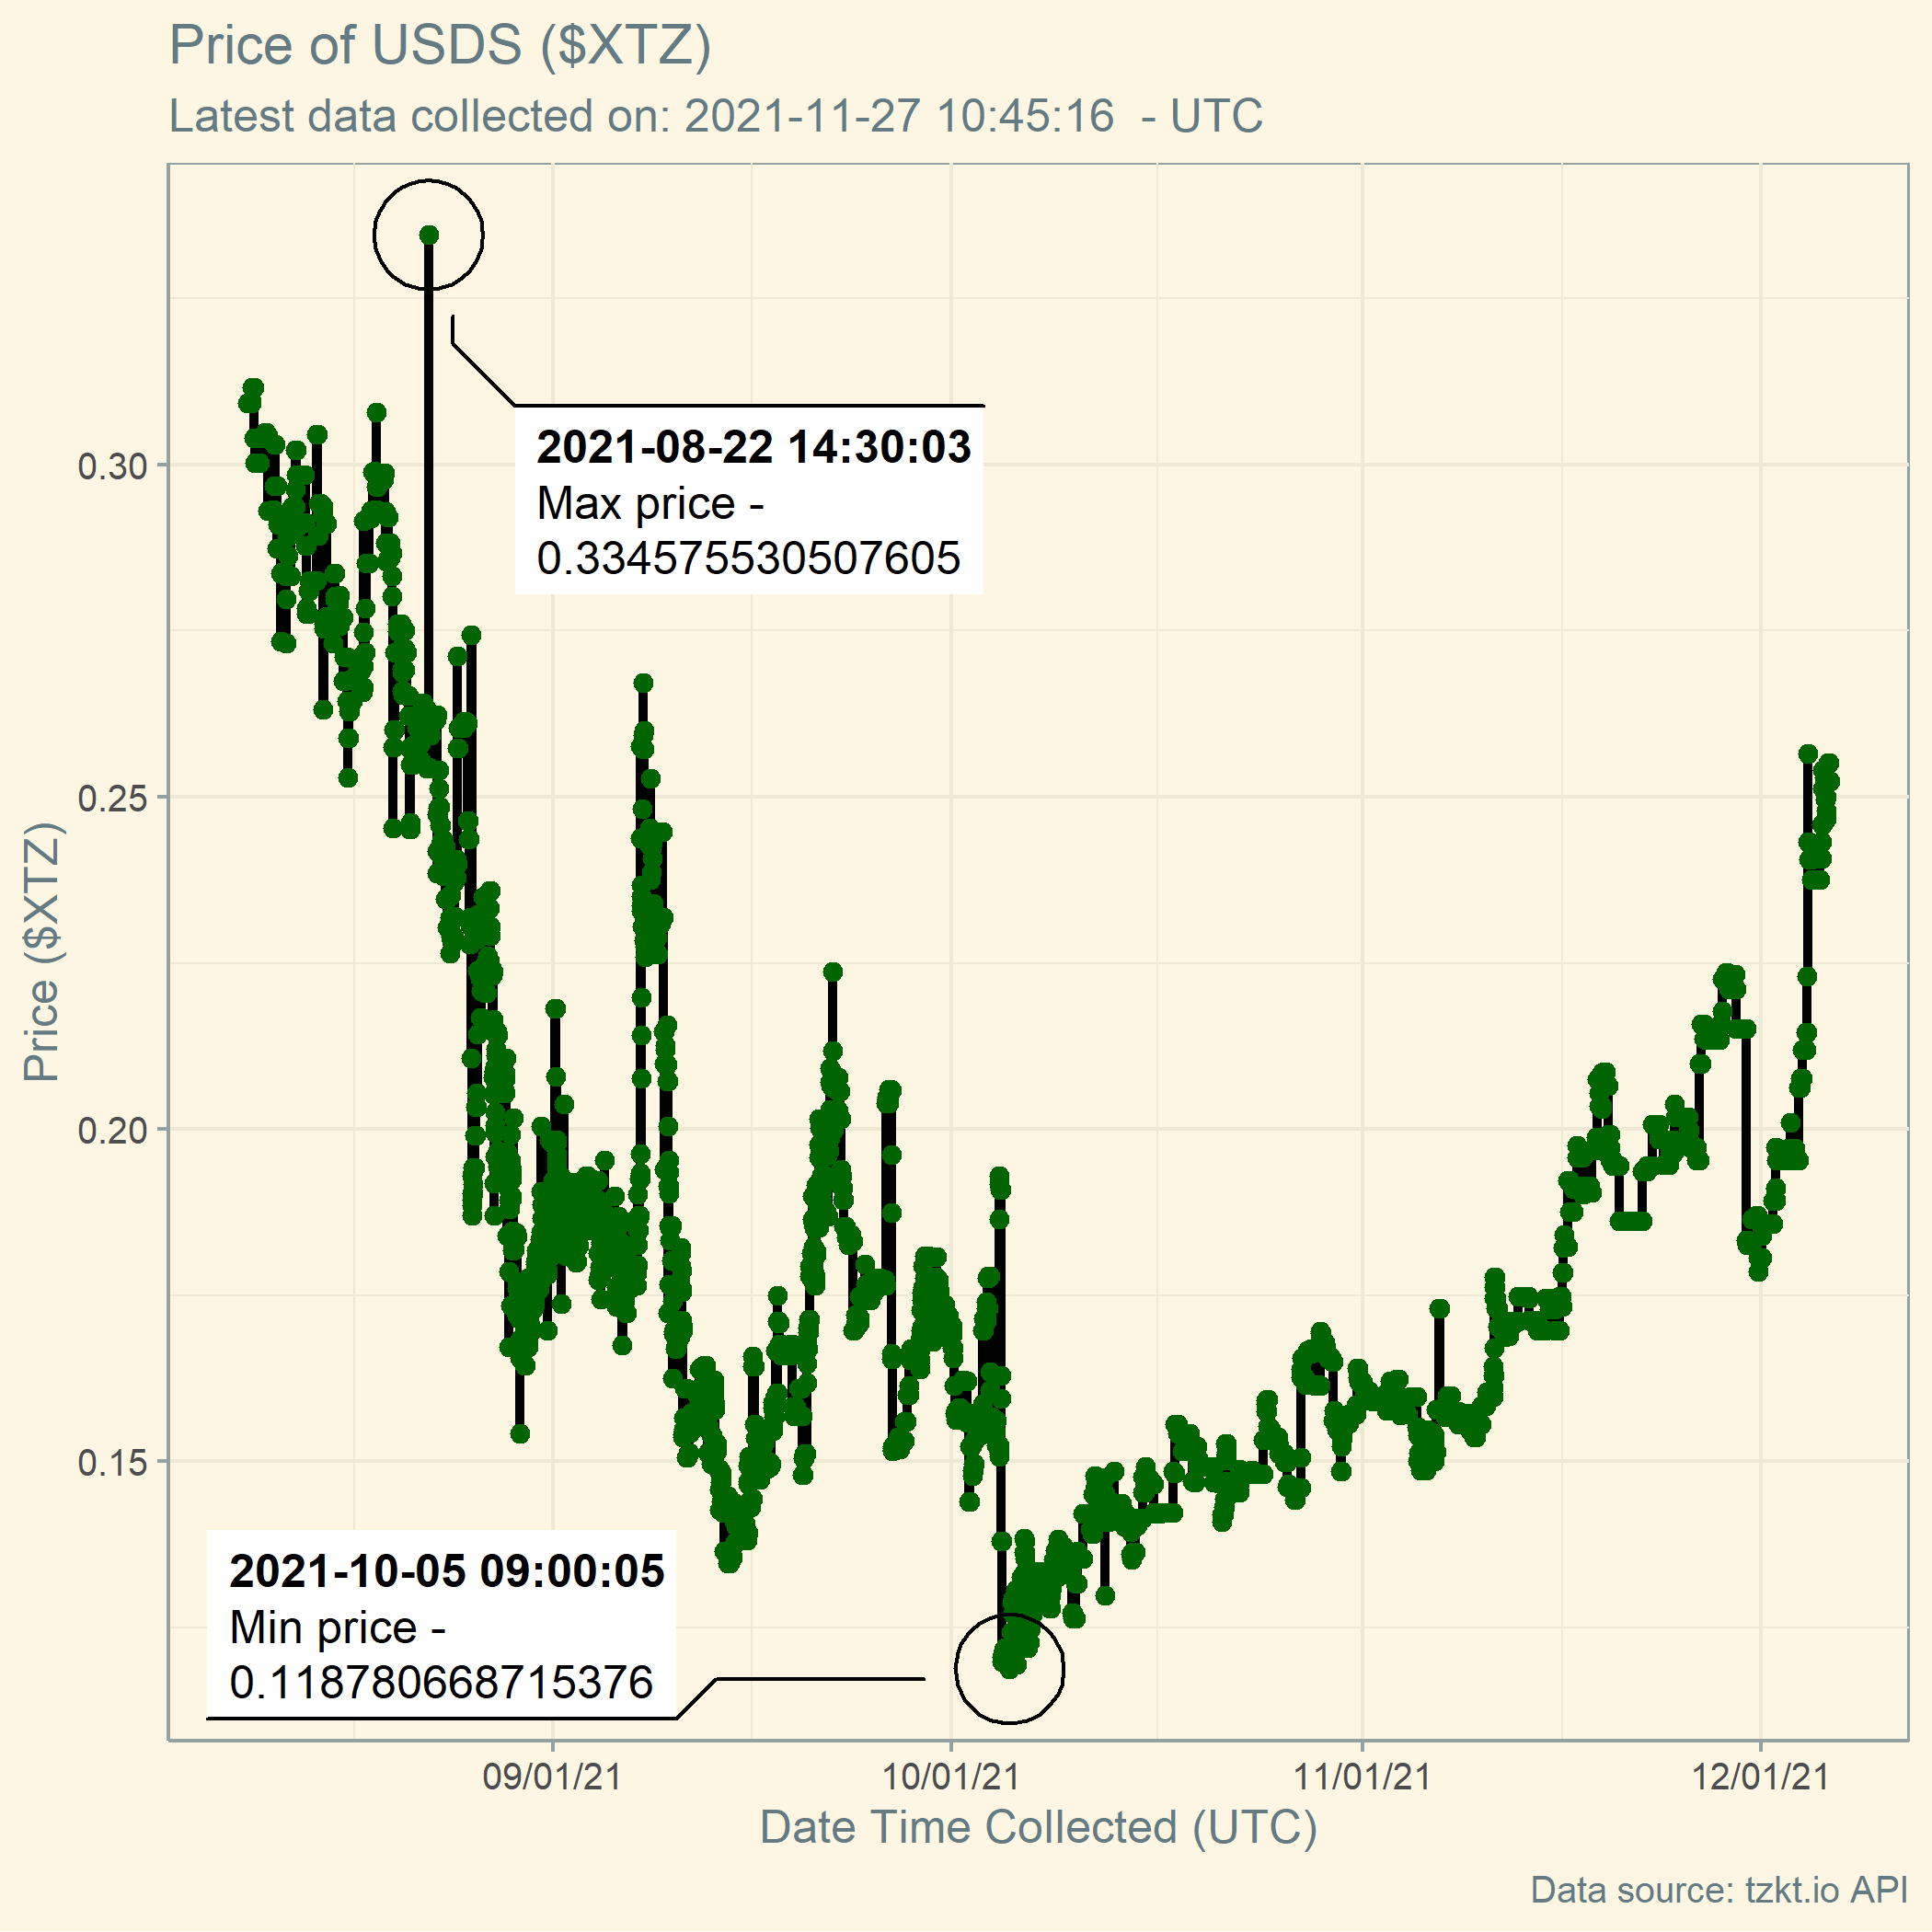 Price of USDS ($XTZ)
Latest data collected on: 2021-11-27 10:45:16  - UTC
2021-08-22 14:30:03
Max price -
0.334575530507605
2021-10-05 09:00:05
Min price -
0.118780668715376
0.30
0.25
0.20
0.15
Price ($XTZ)
09/01/21
10/01/21
11/01/21
12/01/21
Date Time Collected (UTC)
Data source: tzkt.io API